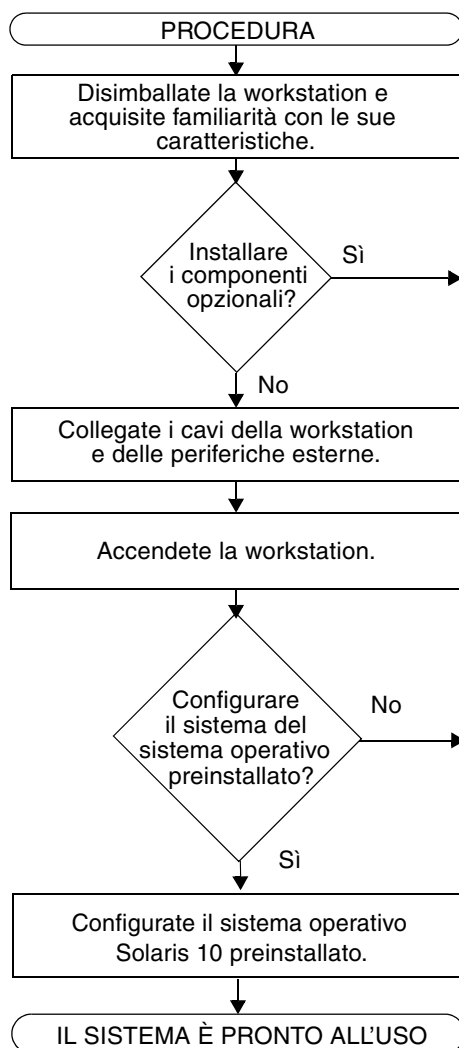 PROCEDURA
Disimballate la workstation e
acquisite familiarità con le sue
caratteristiche.
Installare
i componenti
opzionali?
Sì
No
Collegate i cavi della workstation
e delle periferiche esterne.
Accendete la workstation.
Configurare
il sistema del
sistema operativo
preinstallato?
No
Sì
Configurate il sistema operativo
Solaris 10 preinstallato.
IL SISTEMA È PRONTO ALL'USO